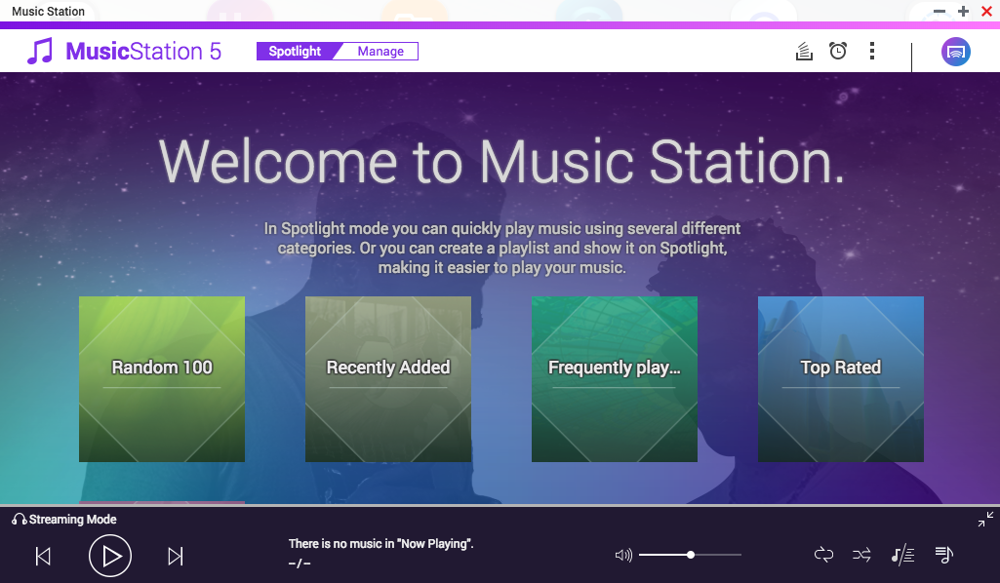 Music Station
MusicStation 5
Spotlight
Manage
Welcome to Music Station.
In Spotlight mode you can quickly play music using several different
categories. Or you can create a playlist and show it on Spotlight,
making it easier to play your music.
Random 100
Recently Added
Frequently play...
Top Rated
Streaming Mode
There is no music in "Now Playing".
--/--